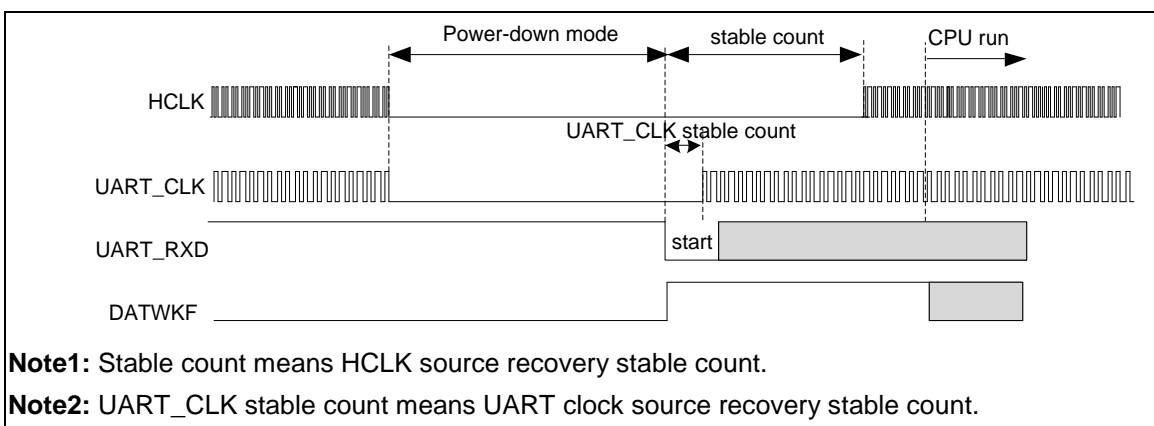 Power-down mode stable count CPU run
HCLK
UART_CLK stable count
UART_CLK
start
UART_RXD
DATWKF
Note1: Stable count means HCLK source recovery stable count.
Note2: UART_CLK stable count means UART clock source recovery stable count.